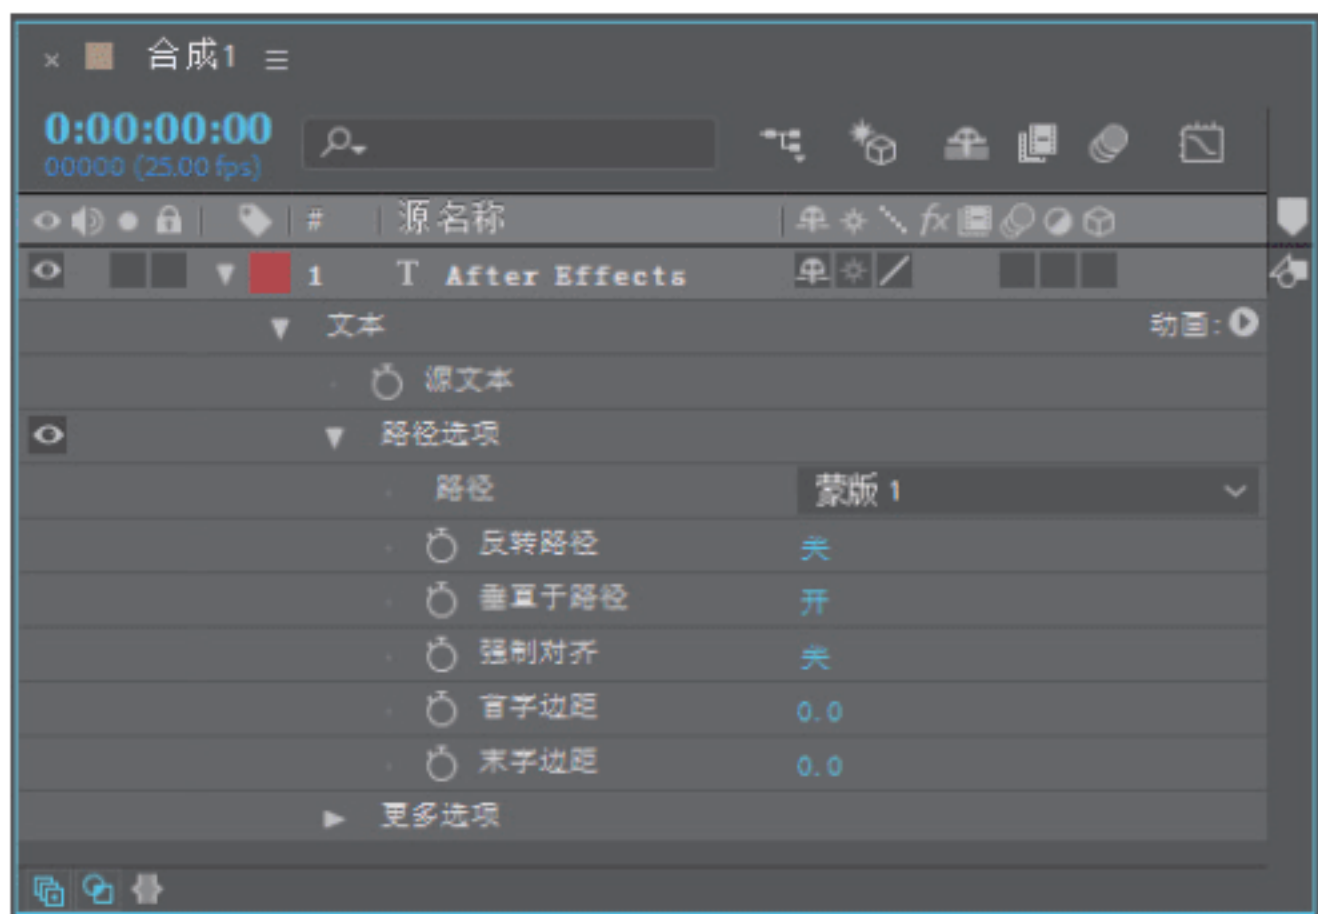 合成1
0:00:00:00
00000 (25.00 fps)
# 源名称 fx
1 T After Effects
文本 动画:
源文本
路径选项
路径 蒙版 1
反转路径 关
垂直于路径 开
强制对齐 关
首字边距 0.0
末字边距 0.0
更多选项